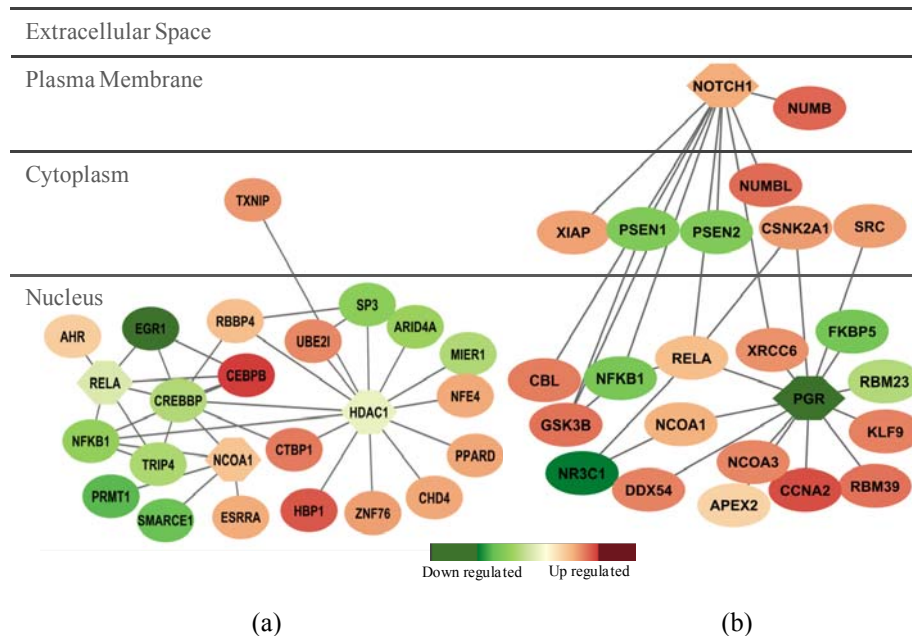 Extracellular Space
Plasma Membrane
NOTCH1
NUMB
Cytoplasm
TXNIP
NUMBL
XIAP
PSEN1
PSEN2
CSNK2A1
SRC
Nucleus
AHR
EGR1
RBBP4
SP3
UBE2I
ARID4A
MIER1
RELA
CEBPB
CREBBP
HDAC1
NFE4
NFKB1
TRIP4
NCOA1
CTBP1
PPARD
PRMT1
SMARCE1
ESRRA
HBP1
ZNF76
CHD4
FKBP5
RELA
XRCC6
CBL
NFKB1
RBM23
PGR
GSK3B
NCOA1
KLF9
NR3C1
DDX54
NCOA3
CCNA2
RBM39
APEX2
Down regulated
Up regulated
(a)
(b)